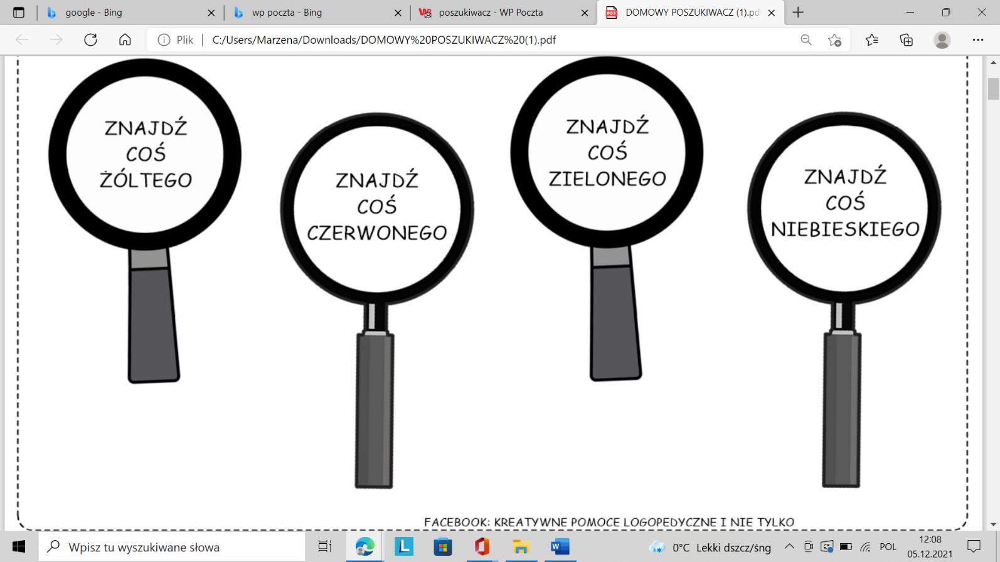 google - Bing
wp poczta - Bing
poszukiwacz - WP Poczta
DOMOWY POSZUKIWACZ (1).pd
Plik
C:/Users/Marzena/Downloads/DOMOWY%20POSZUKIWACZ%20(1).pdf
ZNAJDŹ
COŚ
ŻÓLTEGO
ZNAJDŹ
COŚ
CZERWONEGO
ZNAJDŹ
COŚ
ZIELONEGO
ZNAJDŹ
COŚ
NIEBIESKIEGO
FACEBOOK: KREATYWNE POMOCE LOGOPEDYCZNE I NIE TYLKO
Wpisz tu wyszukiwane słowa
0°C Lekki dszcz/śng
POL
12:08
05.12.2021